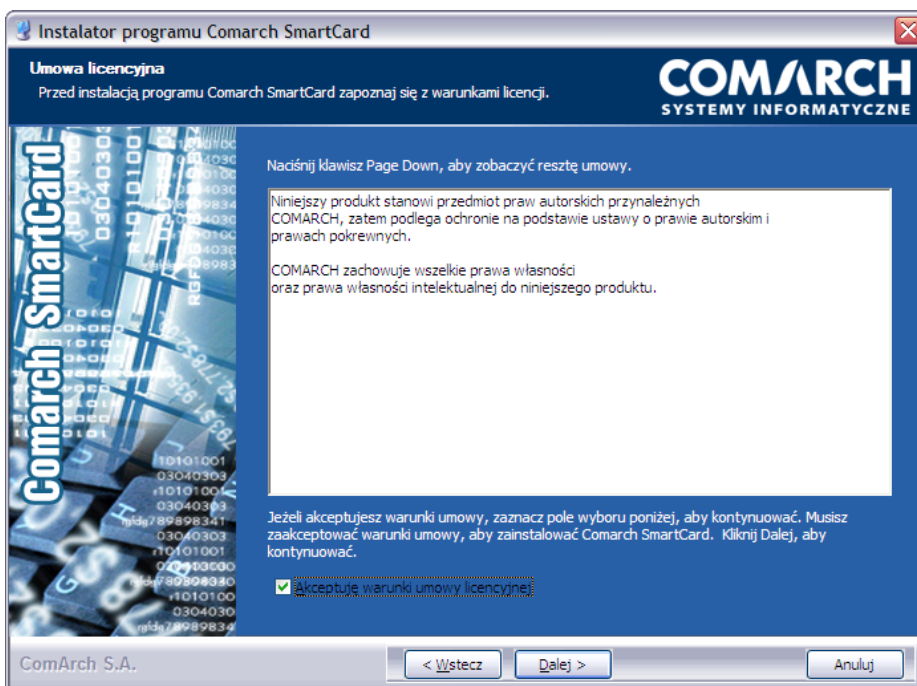 Instalator programu Comarch SmartCard
Umowa licencyjna
Przed instalacją programu Comarch SmartCard zapoznaj się z warunkami licencji.
COMARCH
SYSTEMY INFORMATYCZNE
Comarch SmartCard
Naciśnij klawisz Page Down, aby zobaczyć resztę umowy.
Niniejszy produkt stanowi przedmiot praw autorskich przynależnych
COMARCH, zatem podlega ochronie na podstawie ustawy o prawie autorskim i
prawach pokrewnych.
COMARCH zachowuje wszelkie prawa własności
oraz prawa własności intelektualnej do niniejszego produktu.
Jeżeli akceptujesz warunki umowy, zaznacz pole wyboru poniżej, aby kontynuować. Musisz
zaakceptować warunki umowy, aby zainstalować Comarch SmartCard. Kliknij Dalej, aby
kontynuować.
Akceptuję warunki umowy licencyjnej
ComArch S.A.
< Wstecz
Dalej >
Anuluj